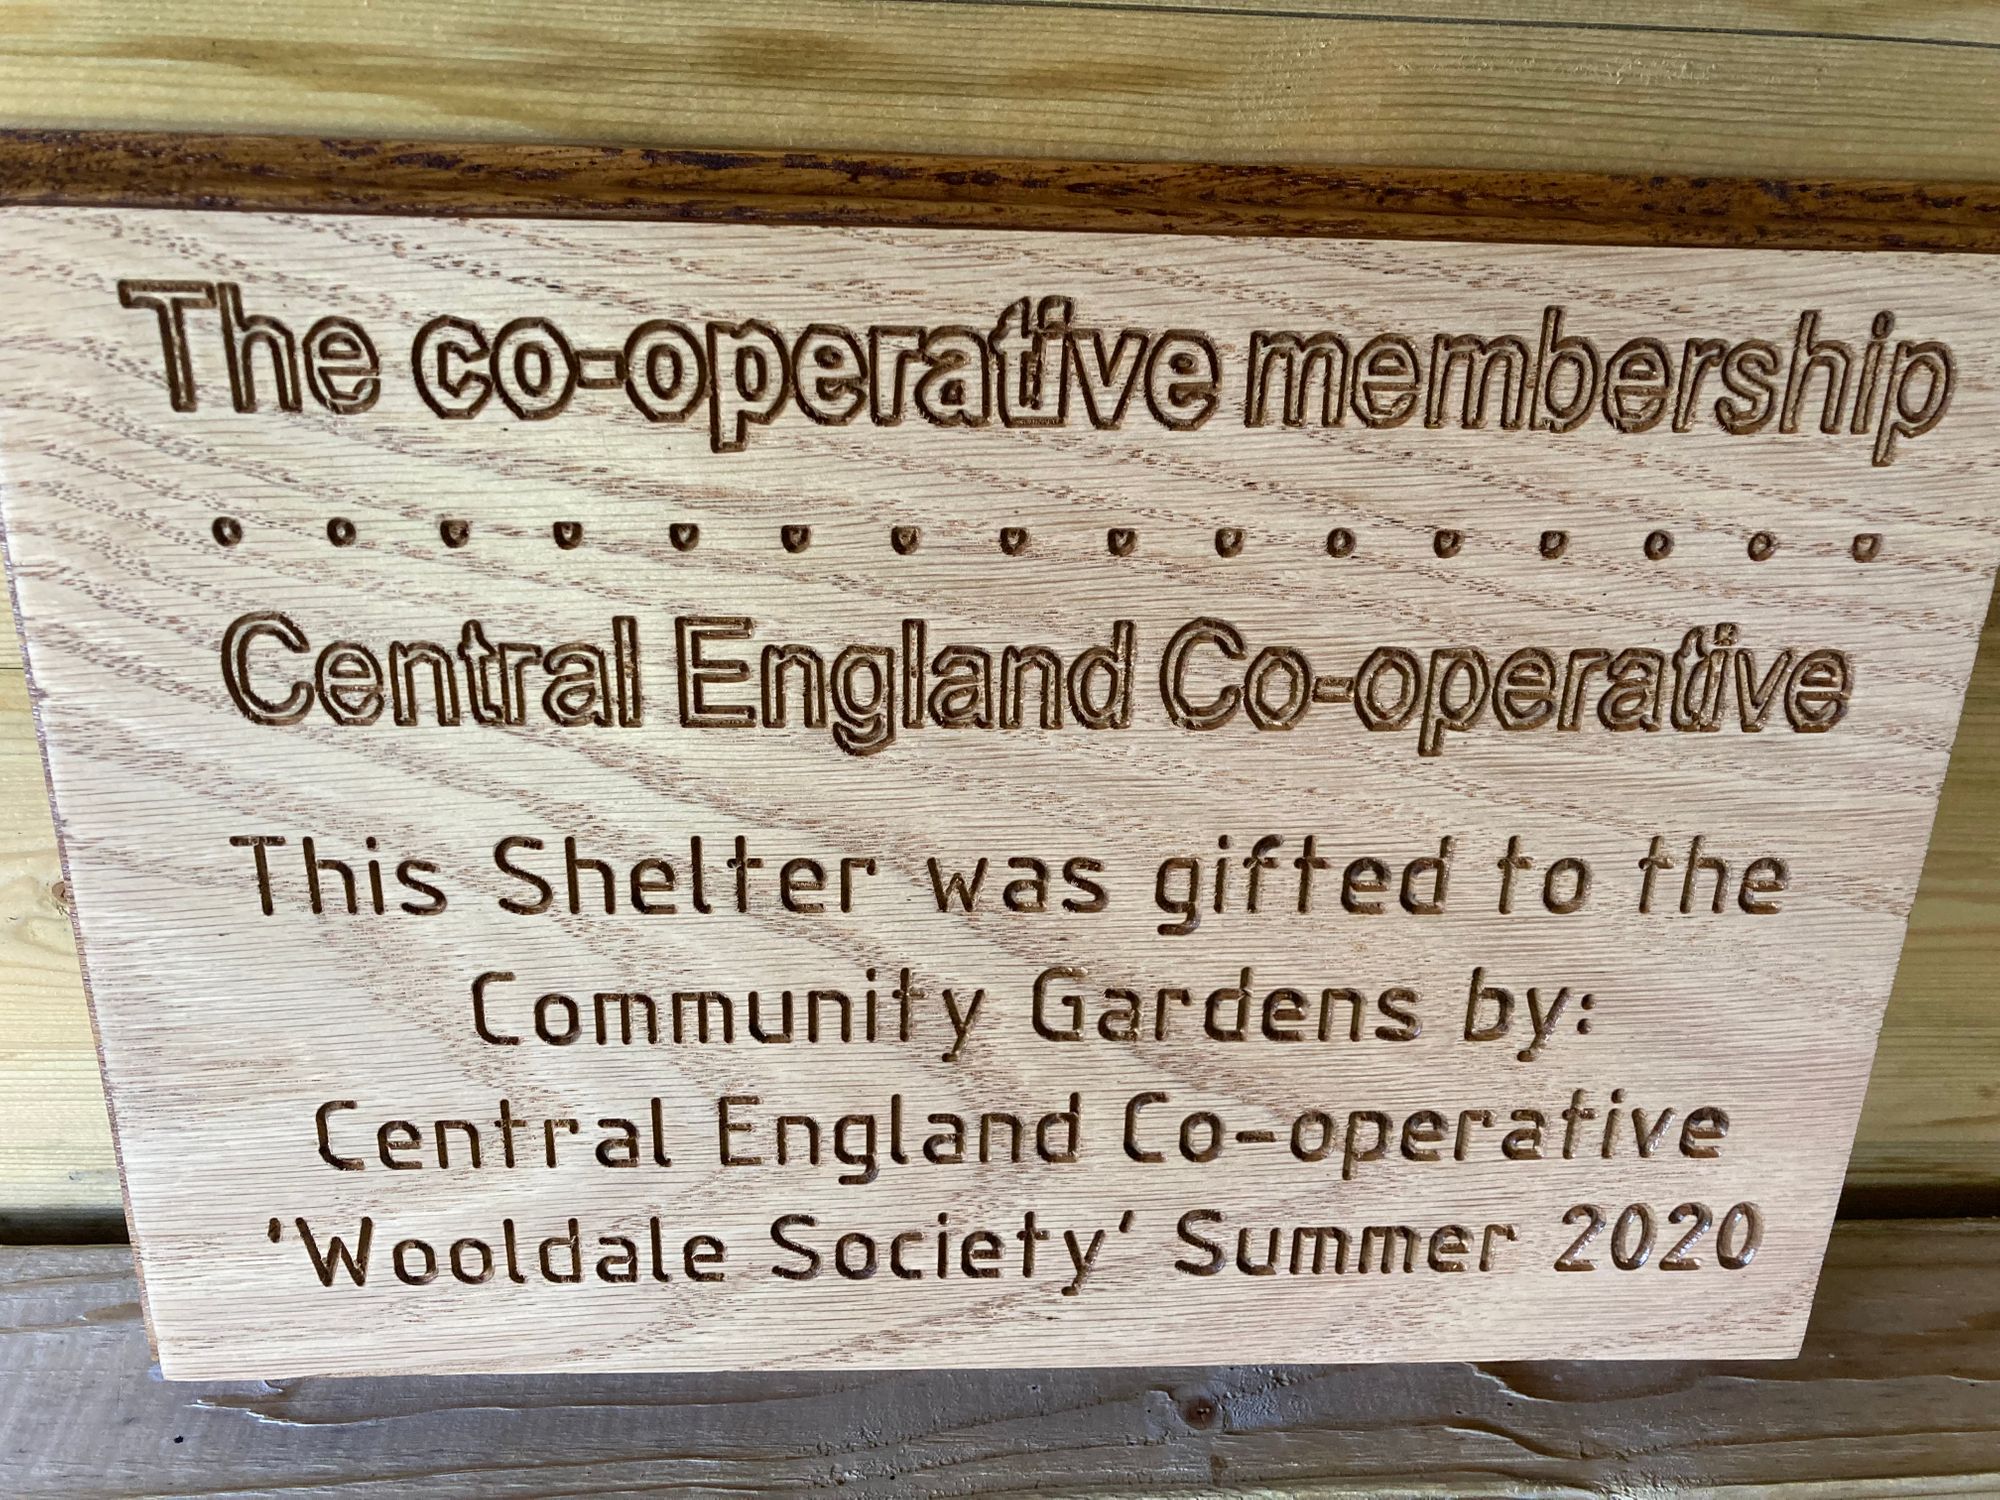 The co-operative membership
Central England Co-operative
This Shelter was gifted to the
Community Gardens by:
Central England Co-operative
'Wooldale Society' Summer 2020